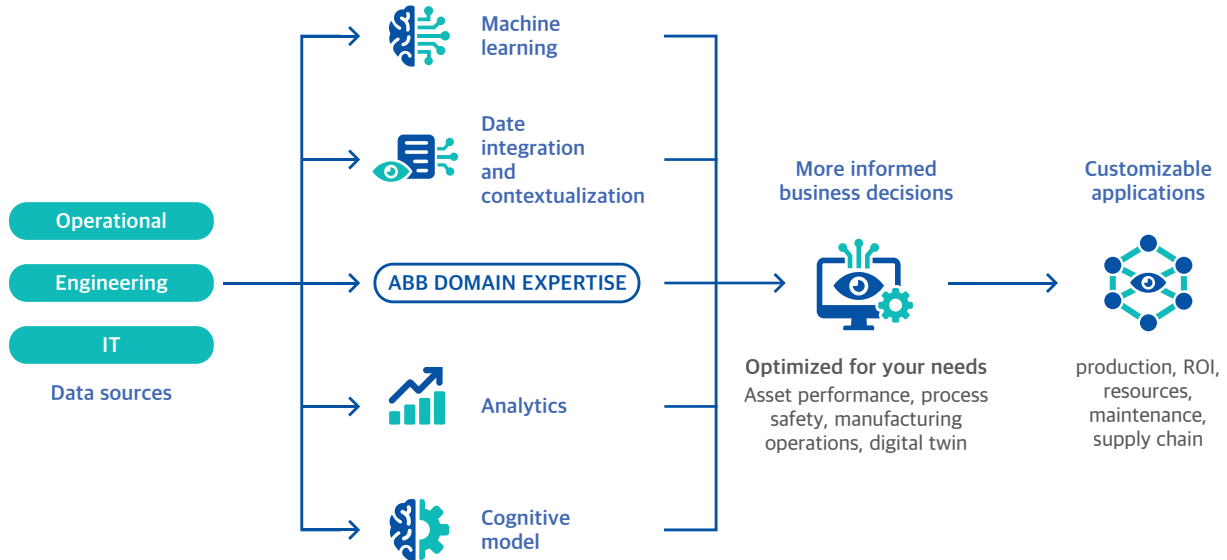 Operational
Engineering
IT
Data sources
Machine
learning
Date
integration
and
contextualization
ABB DOMAIN EXPERTISE
Analytics
Cognitive
model
More informed
business decisions
Optimized for your needs
Asset performance, process
safety, manufacturing
operations, digital twin
Customizable
applications
production, ROI,
resources,
maintenance,
supply chain